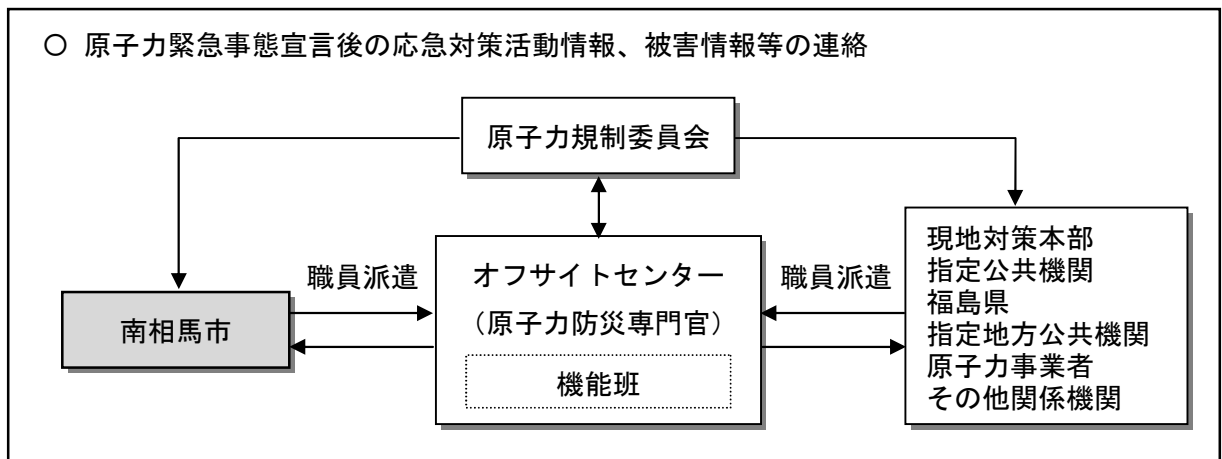 ○ 原子力緊急事態宣言後の応急対策活動情報、被害情報等の連絡
原子力規制委員会
南相馬市
職員派遣
オフサイトセンター
（原子力防災専門官）
機能班
職員派遣
現地対策本部
指定公共機関
福島県
指定地方公共機関
原子力事業者
その他関係機関